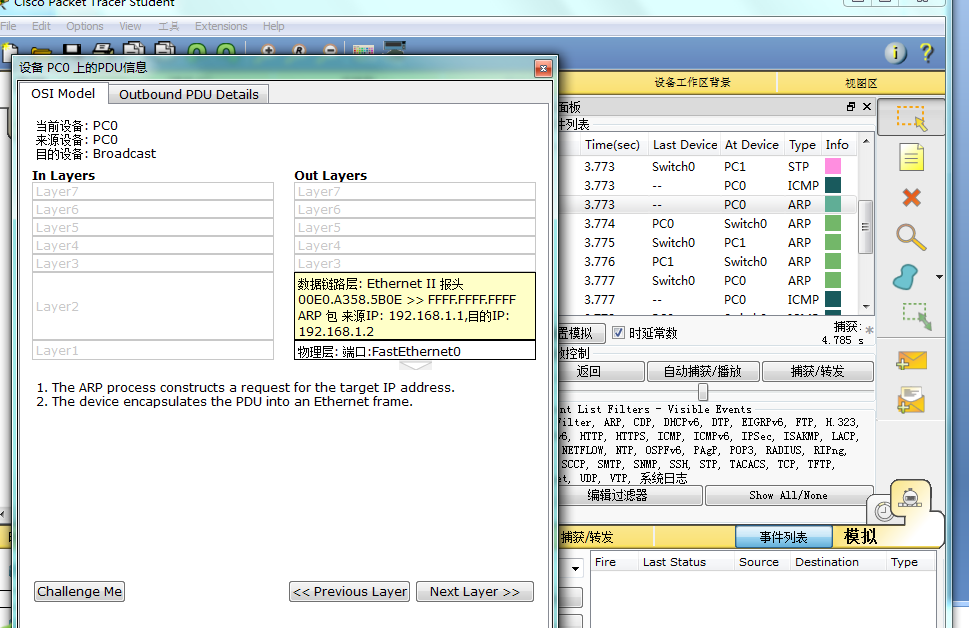 Cisco Packet Tracer Student
File Edit Options View 工具 Extensions Help
设备 PC0 上的PDU信息
OSI Model Outbound PDU Details
当前设备: PC0
来源设备: PC0
目的设备: Broadcast
In Layers Out Layers
Layer7 Layer7
Layer6 Layer6
Layer5 Layer5
Layer4 Layer4
Layer3 Layer3
Layer2
数据链路层: Ethernet II 报头
00E0.A358.5B0E >> FFFF.FFFF.FFFF
ARP 包 来源IP: 192.168.1.1,目的IP:
192.168.1.2
Layer1 物理层: 端口:FastEthernet0
1. The ARP process constructs a request for the target IP address.
2. The device encapsulates the PDU into an Ethernet frame.
Challenge Me << Previous Layer Next Layer >>
设备工作区背景 视图区
面板
件列表
Time(sec) Last Device At Device Type Info
3.773 Switch0 PC1 STP
3.773 -- PC0 ICMP
3.773 -- PC0 ARP
3.774 PC0 Switch0 ARP
3.775 Switch0 PC1 ARP
3.776 PC1 Switch0 ARP
3.777 Switch0 PC0 ARP
3.777 -- PC0 ICMP
置模拟 时延常数 捕获: *
4.785 s
放控制
返回 自动捕获/播放 捕获/转发
nt List Filters - Visible Events
Filter, ARP, CDP, DHCPv6, DTP, EIGRPv6, FTP, H.323,
v6, HTTP, HTTPS, ICMP, ICMPv6, IPSec, ISAKMP, LACP,
NETFLOW, NTP, OSPFv6, PAgP, POP3, RADIUS, RIPng,
SCCP, SMTP, SNMP, SSH, STP, TACACS, TCP, TFTP,
et, UDP, VTP, 系统日志
编辑过滤器 Show All/None
捕获/转发 事件列表 模拟
Fire Last Status Source Destination Type